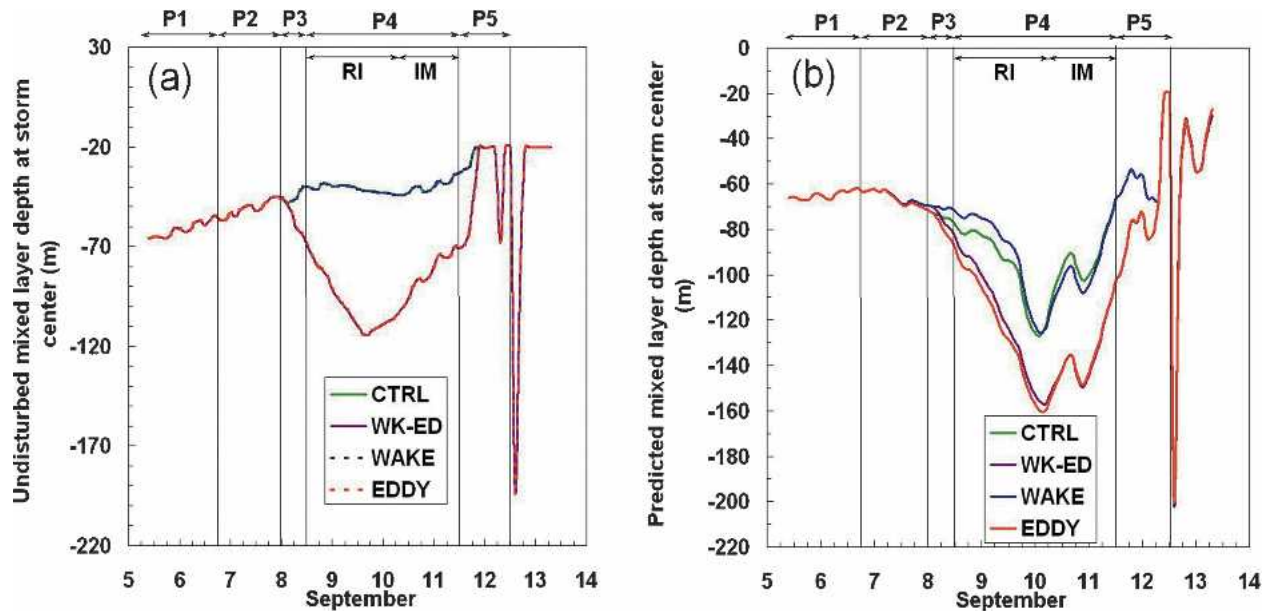 P1 P2 P3 P4 P5
RI IM
(a)
Undisturbed mixed layer depth at storm
center (m)
30
-20
-70
-120
-170
-220
CTRL
WK-ED
WAKE
EDDY
5 6 7 8 9 10 11 12 13 14
September
P1 P2 P3 P4 P5
RI IM
(b)
Predicted mixed layer depth at storm center
(m)
0
-20
-40
-60
-80
-100
-120
-140
-160
-180
-200
-220
CTRL
WK-ED
WAKE
EDDY
5 6 7 8 9 10 11 12 13 14
September